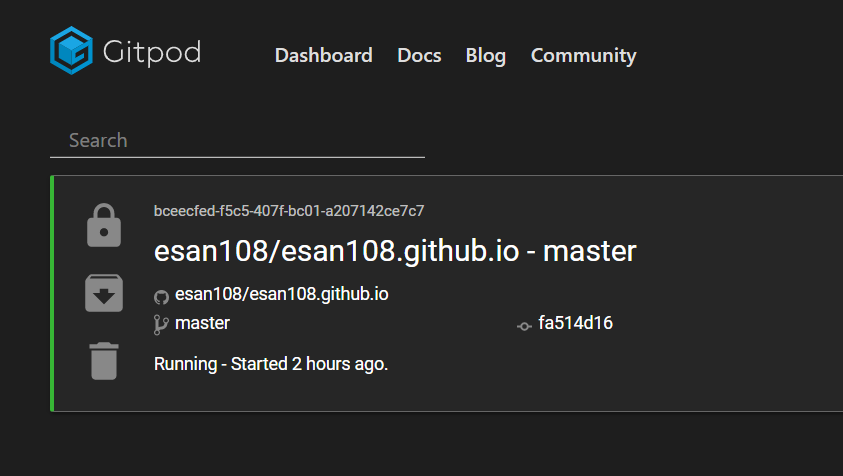 Gitpod Dashboard Docs Blog Community
Search
bceecfed-f5c5-407f-bc01-a207142ce7c7
esan108/esan108.github.io - master
esan108/esan108.github.io
master fa514d16
Running - Started 2 hours ago.